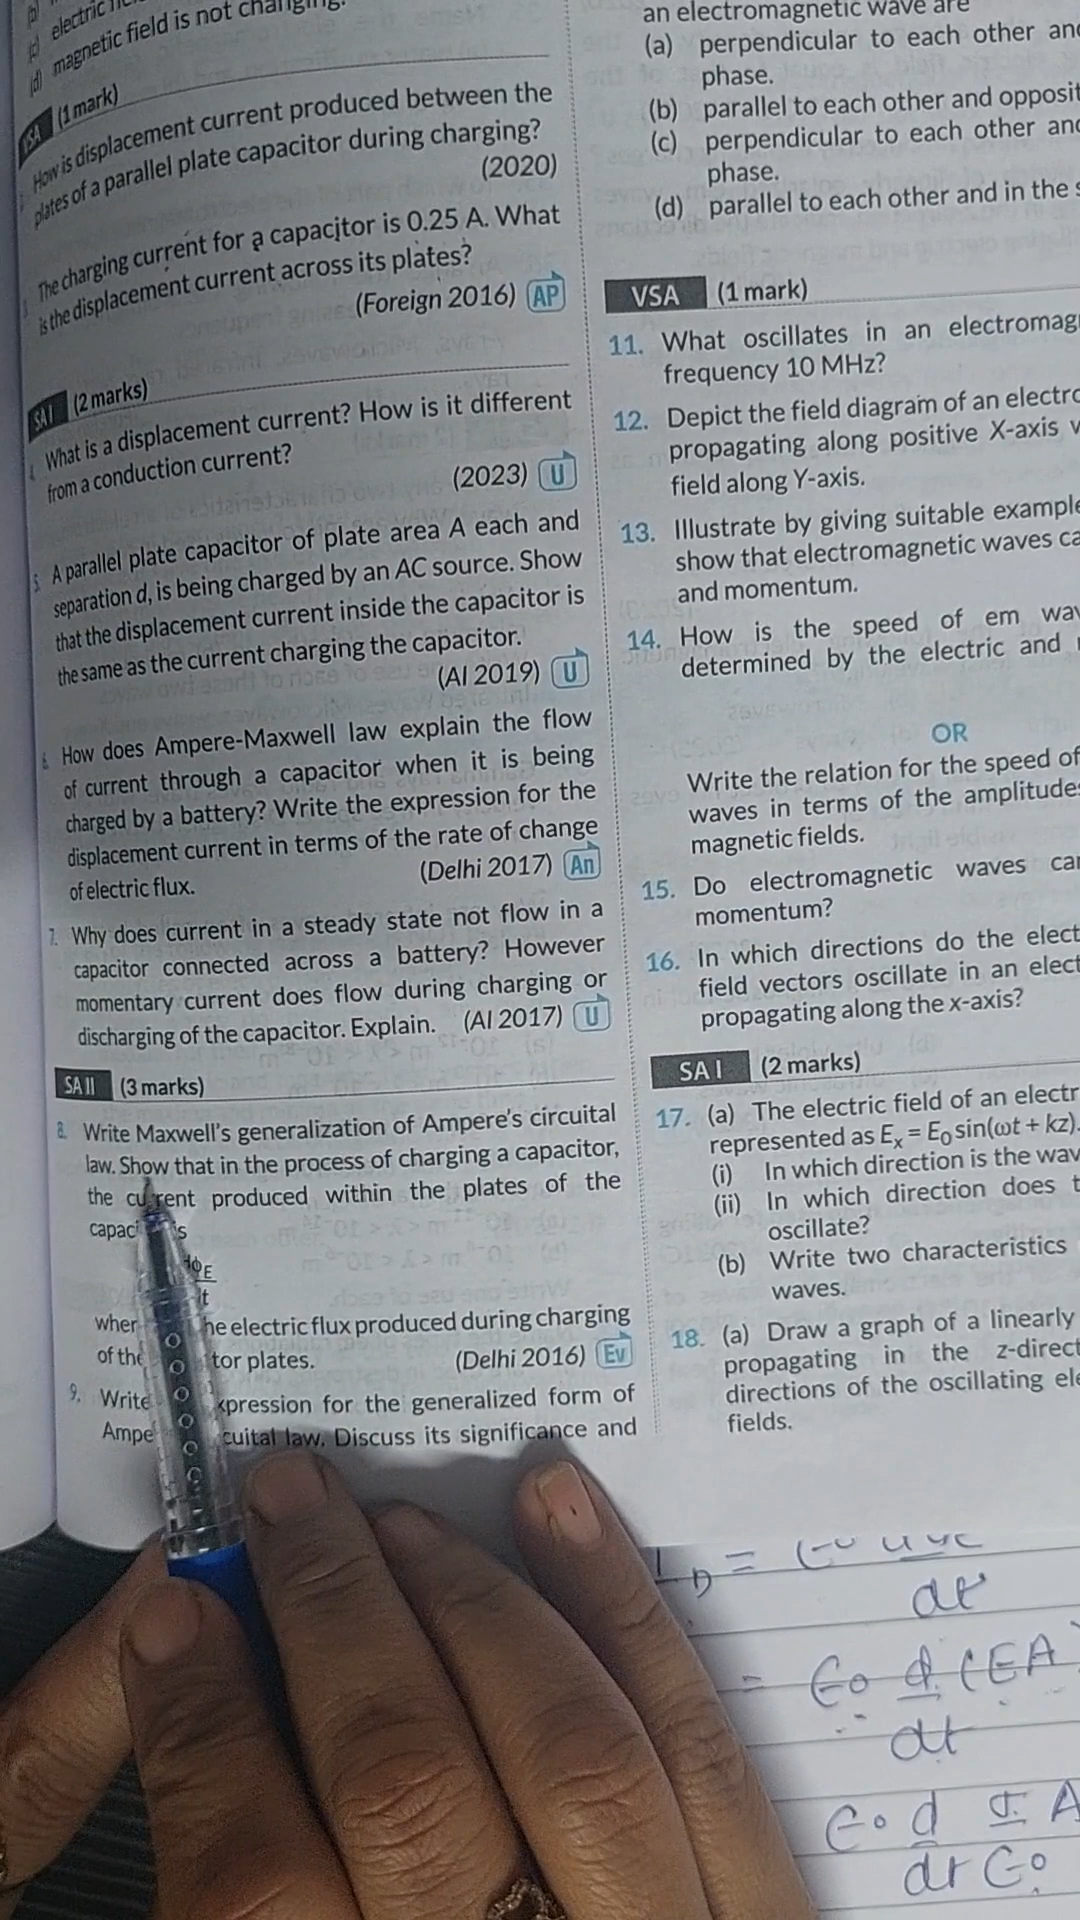 electric
(d) magnetic field is not changing.
VSA (1 mark)
How is displacement current produced between the
plates of a parallel plate capacitor during charging?
(2020)
The charging current for a capacitor is 0.25 A. What
is the displacement current across its plates?
(Foreign 2016) AP
SA I (2 marks)
What is a displacement current? How is it different
from a conduction current?
(2023) U
5. A parallel plate capacitor of plate area A each and
separation d, is being charged by an AC source. Show
that the displacement current inside the capacitor is
the same as the current charging the capacitor.
(AI 2019) U
How does Ampere-Maxwell law explain the flow
of current through a capacitor when it is being
charged by a battery? Write the expression for the
displacement current in terms of the rate of change
of electric flux. (Delhi 2017) An
7. Why does current in a steady state not flow in a
capacitor connected across a battery? However
momentary current does flow during charging or
discharging of the capacitor. Explain. (AI 2017) U
SA II (3 marks)
8. Write Maxwell's generalization of Ampere's circuital
law. Show that in the process of charging a capacitor,
the current produced within the plates of the
capaci s
dΦE
t
wher he electric flux produced during charging
of the tor plates. (Delhi 2016) Ev
9. Write xpression for the generalized form of
Ampe cuital law. Discuss its significance and
an electromagnetic wave are
(a) perpendicular to each other and
phase.
(b) parallel to each other and opposit
(c) perpendicular to each other and
phase.
(d) parallel to each other and in the s
VSA (1 mark)
11. What oscillates in an electromag
frequency 10 MHz?
12. Depict the field diagram of an electro
propagating along positive X-axis w
field along Y-axis.
13. Illustrate by giving suitable example
show that electromagnetic waves ca
and momentum.
14. How is the speed of em wav
determined by the electric and
OR
Write the relation for the speed of
waves in terms of the amplitudes
magnetic fields.
15. Do electromagnetic waves car
momentum?
16. In which directions do the elect
field vectors oscillate in an elect
propagating along the x-axis?
SA I (2 marks)
17. (a) The electric field of an electr
represented as Ex = E0 sin(ωt + kz).
(i) In which direction is the wav
(ii) In which direction does t
oscillate?
(b) Write two characteristics
waves.
18. (a) Draw a graph of a linearly
propagating in the z-direct
directions of the oscillating ele
fields.
ID =
dt
= ϵ0 d (EA)
dt
ϵ0 d I A
dt ϵ0